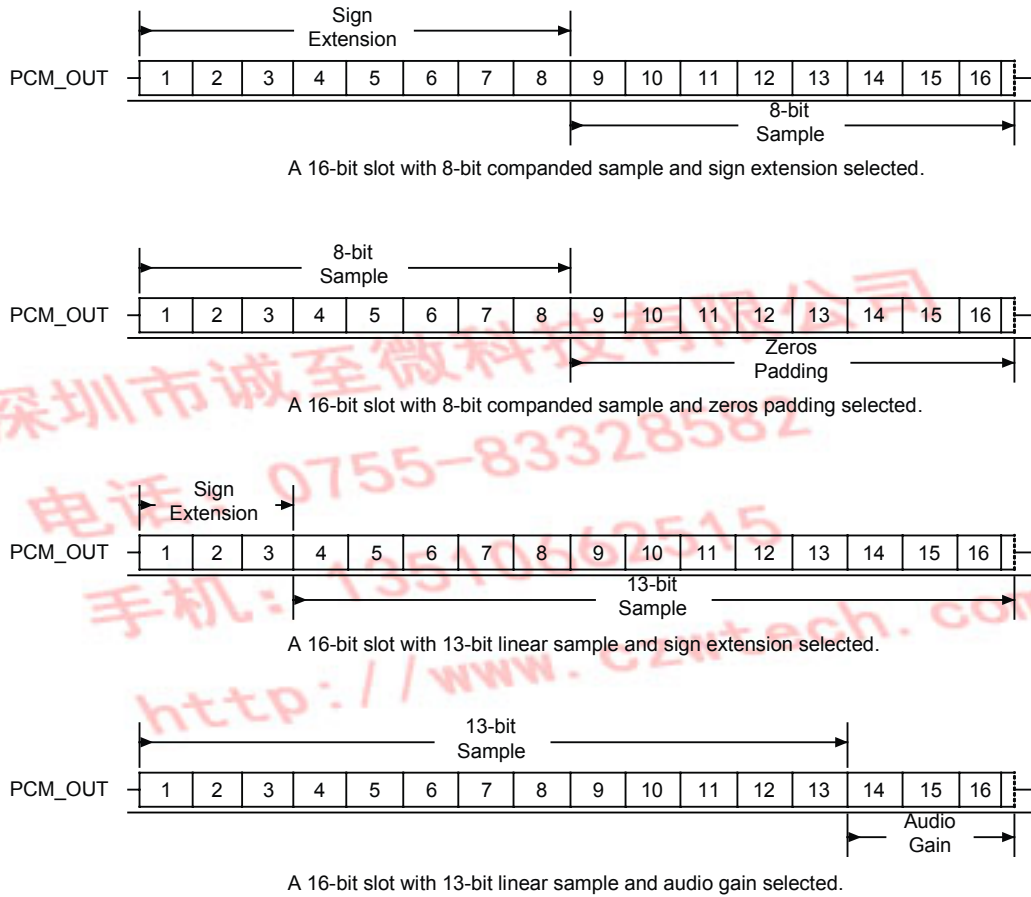 Sign
Extension
PCM_OUT 1 2 3 4 5 6 7 8 9 10 11 12 13 14 15 16
8-bit
Sample
A 16-bit slot with 8-bit companded sample and sign extension selected.
8-bit
Sample
PCM_OUT 1 2 3 4 5 6 7 8 9 10 11 12 13 14 15 16
Zeros
Padding
A 16-bit slot with 8-bit companded sample and zeros padding selected.
Sign
Extension
PCM_OUT 1 2 3 4 5 6 7 8 9 10 11 12 13 14 15 16
13-bit
Sample
A 16-bit slot with 13-bit linear sample and sign extension selected.
13-bit
Sample
PCM_OUT 1 2 3 4 5 6 7 8 9 10 11 12 13 14 15 16
Audio
Gain
A 16-bit slot with 13-bit linear sample and audio gain selected.
深圳市诚至微科技有限公司
电话：0755-83328582
手机：13510662515
http://www.czwtech.com